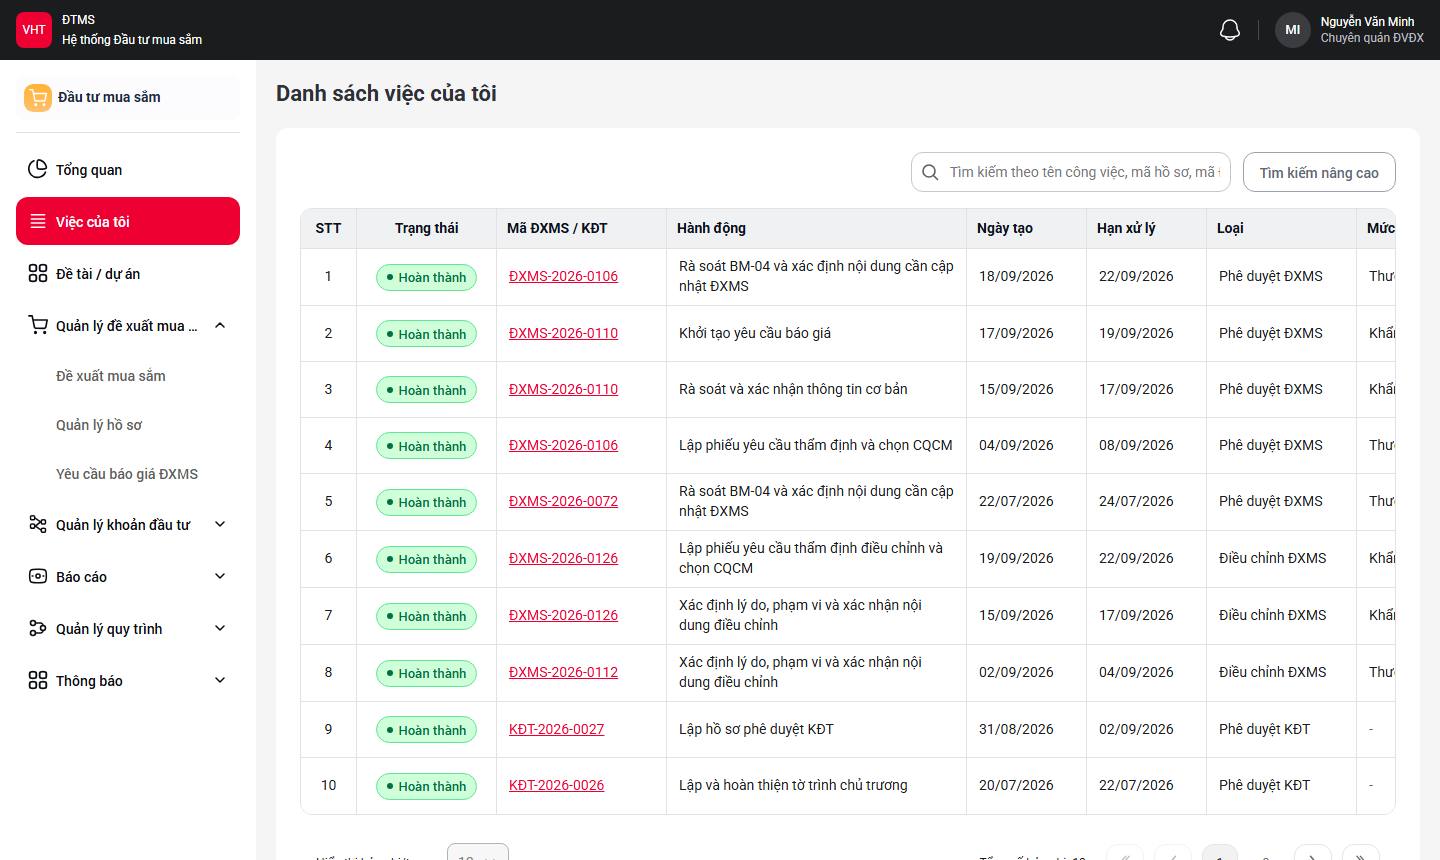 VHT
ĐTMS
Hệ thống Đầu tư mua sắm
MI
Nguyễn Văn Minh
Chuyên quản ĐVĐX
Đầu tư mua sắm
Tổng quan
Việc của tôi
Đề tài / dự án
Quản lý đề xuất mua ...
Đề xuất mua sắm
Quản lý hồ sơ
Yêu cầu báo giá ĐXMS
Quản lý khoản đầu tư
Báo cáo
Quản lý quy trình
Thông báo
Danh sách việc của tôi
Tìm kiếm theo tên công việc, mã hồ sơ, mã
Tìm kiếm nâng cao
STT Trạng thái Mã ĐXMS / KĐT Hành động Ngày tạo Hạn xử lý Loại Mức
1 Hoàn thành ĐXMS-2026-0106 Rà soát BM-04 và xác định nội dung cần cập 18/09/2026 22/09/2026 Phê duyệt ĐXMS
nhật ĐXMS
2 Hoàn thành ĐXMS-2026-0110 Khởi tạo yêu cầu báo giá 17/09/2026 19/09/2026 Phê duyệt ĐXMS
3 Hoàn thành ĐXMS-2026-0110 Rà soát và xác nhận thông tin cơ bản 15/09/2026 17/09/2026 Phê duyệt ĐXMS
4 Hoàn thành ĐXMS-2026-0106 Lập phiếu yêu cầu thẩm định và chọn CQCM 04/09/2026 08/09/2026 Phê duyệt ĐXMS
5 Hoàn thành ĐXMS-2026-0072 Rà soát BM-04 và xác định nội dung cần cập 22/07/2026 24/07/2026 Phê duyệt ĐXMS
nhật ĐXMS
6 Hoàn thành ĐXMS-2026-0126 Lập phiếu yêu cầu thẩm định điều chỉnh và 19/09/2026 22/09/2026 Điều chỉnh ĐXMS
chọn CQCM
7 Hoàn thành ĐXMS-2026-0126 Xác định lý do, phạm vi và xác nhận nội 15/09/2026 17/09/2026 Điều chỉnh ĐXMS
dung điều chỉnh
8 Hoàn thành ĐXMS-2026-0112 Xác định lý do, phạm vi và xác nhận nội 02/09/2026 04/09/2026 Điều chỉnh ĐXMS
dung điều chỉnh
9 Hoàn thành KĐT-2026-0027 Lập hồ sơ phê duyệt KĐT 31/08/2026 02/09/2026 Phê duyệt KĐT -
10 Hoàn thành KĐT-2026-0026 Lập và hoàn thiện tờ trình chủ trương 20/07/2026 22/07/2026 Phê duyệt KĐT -